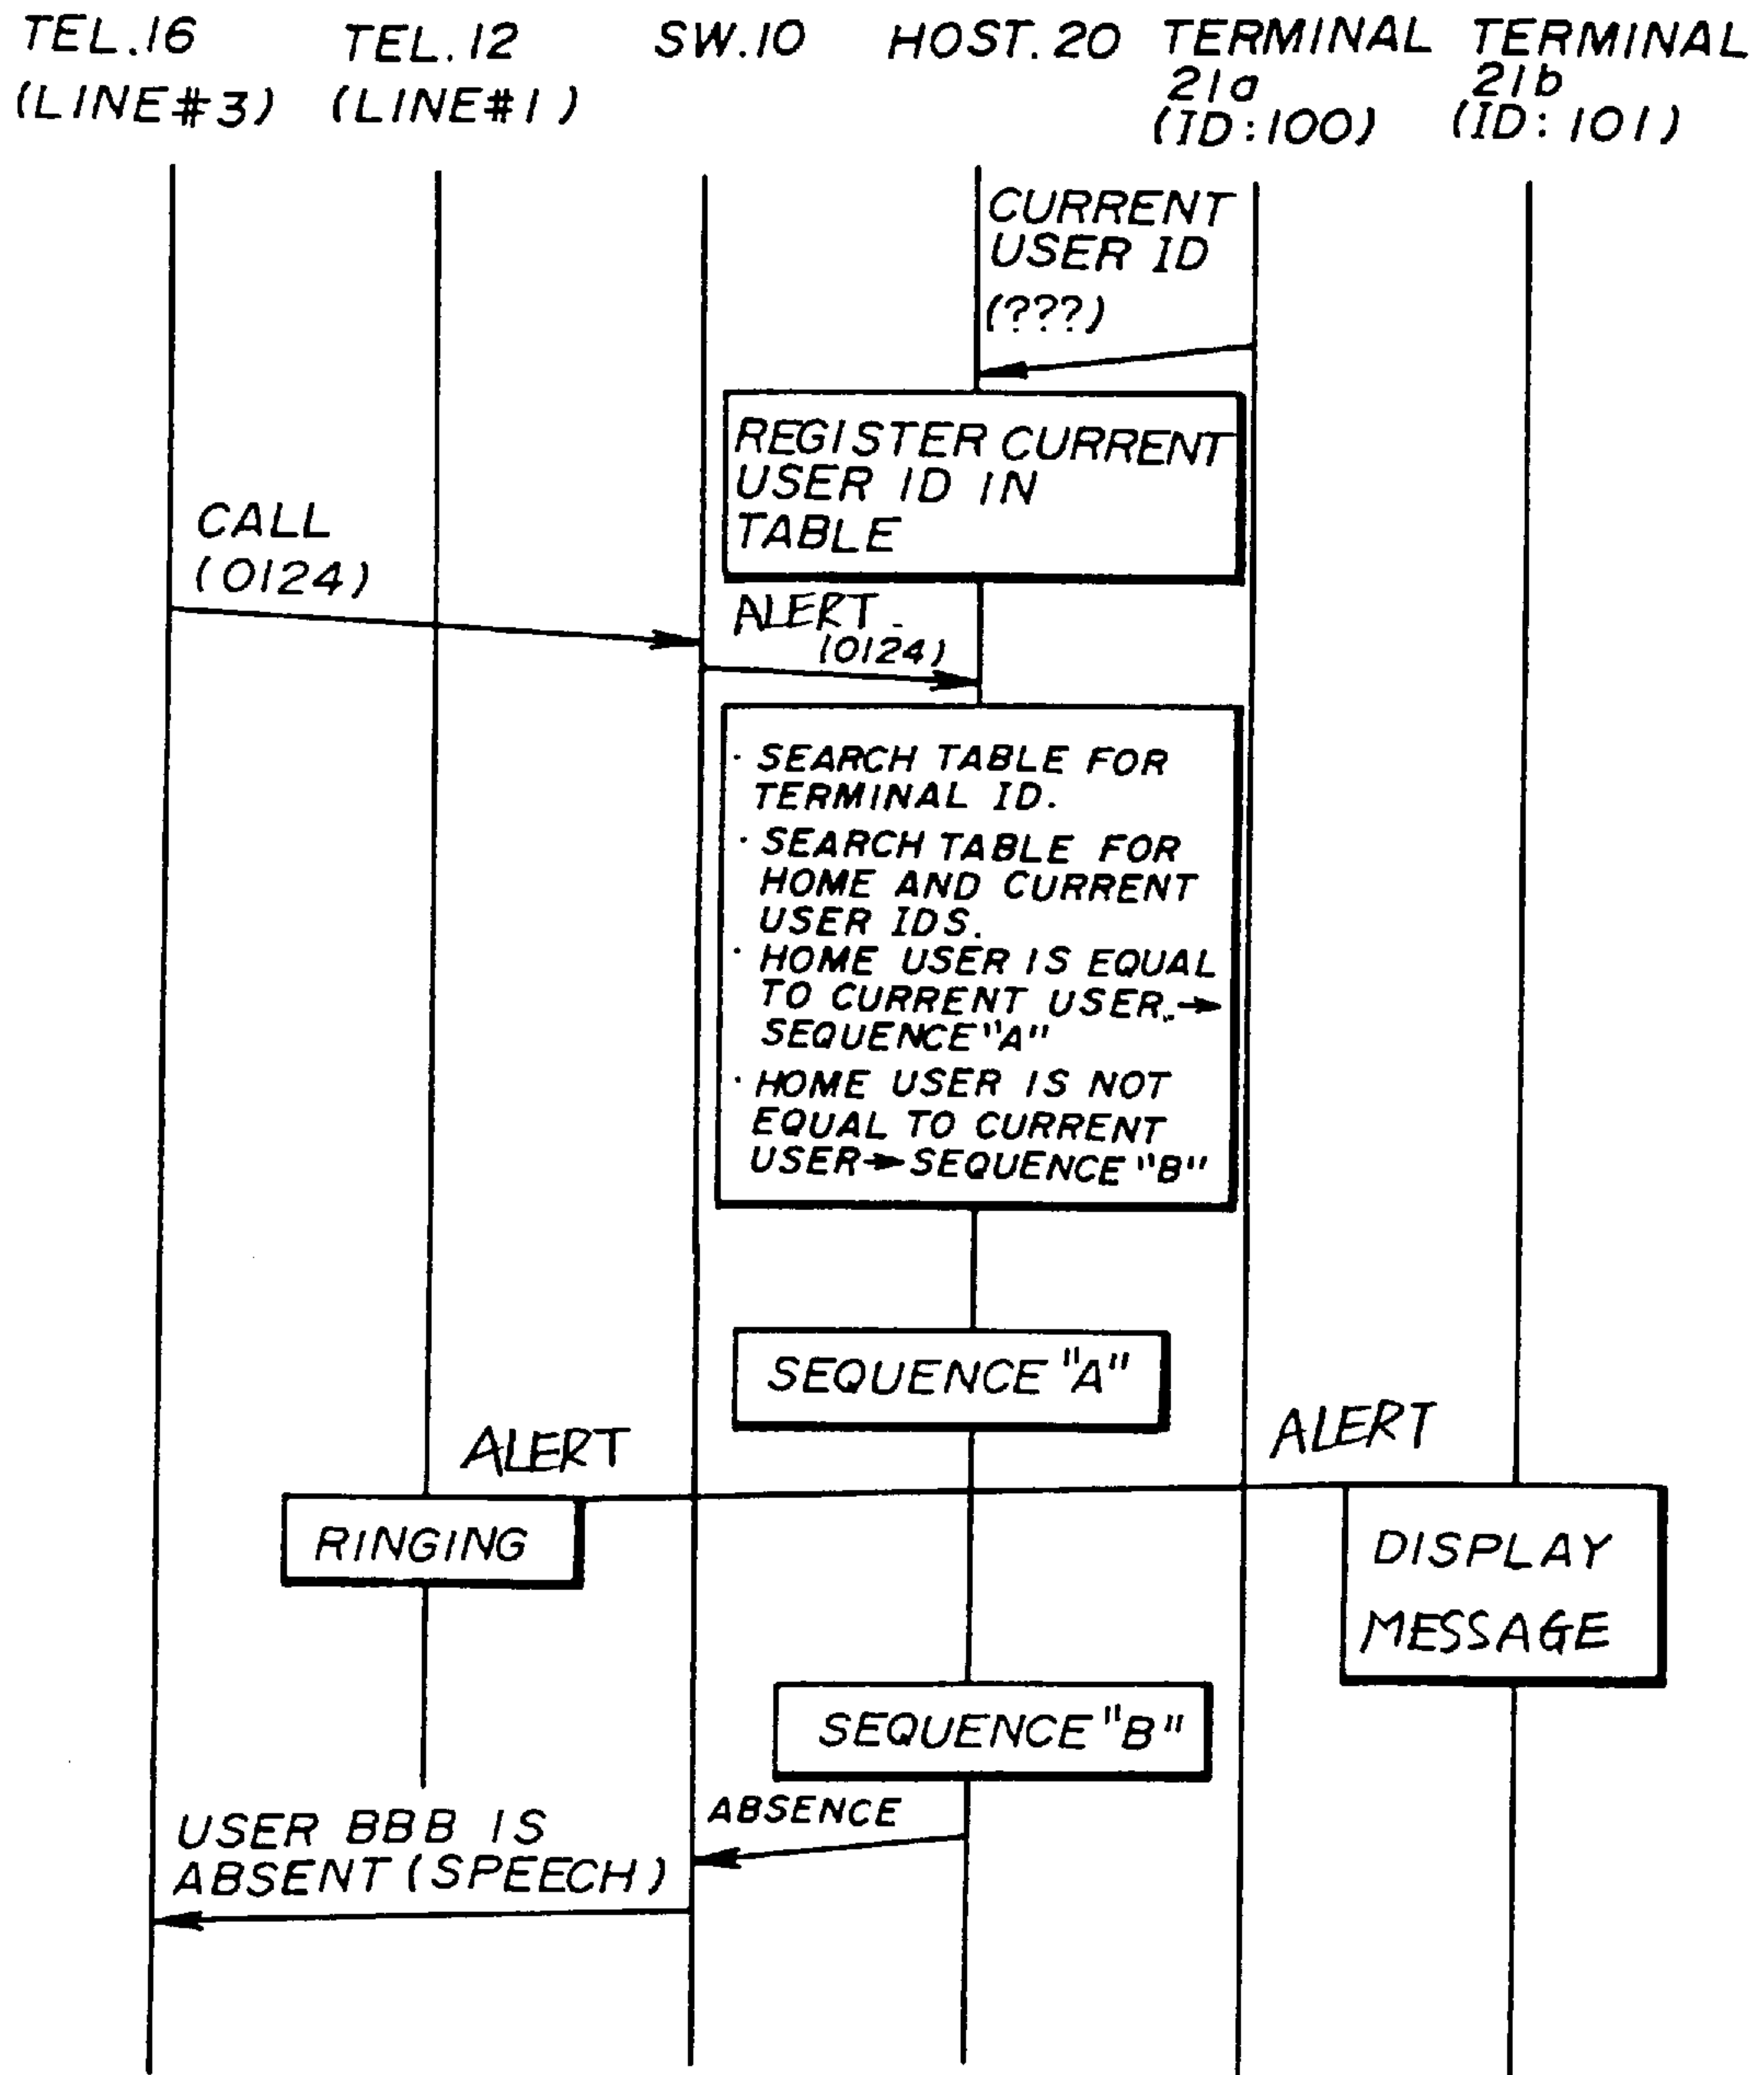 TEL.16
(LINE#3)
TEL.12
(LINE#1)
SW.10
HOST.20
TERMINAL
21a
(ID:100)
TERMINAL
21b
(ID:101)
CURRENT
USER ID
(???)
REGISTER CURRENT
USER ID IN
TABLE
CALL
(0124)
ALERT
(0124)
· SEARCH TABLE FOR
TERMINAL ID.
· SEARCH TABLE FOR
HOME AND CURRENT
USER IDS.
· HOME USER IS EQUAL
TO CURRENT USER.→
SEQUENCE "A"
· HOME USER IS NOT
EQUAL TO CURRENT
USER→SEQUENCE "B"
SEQUENCE "A"
ALERT
ALERT
RINGING
DISPLAY
MESSAGE
SEQUENCE "B"
ABSENCE
USER BBB IS
ABSENT (SPEECH)